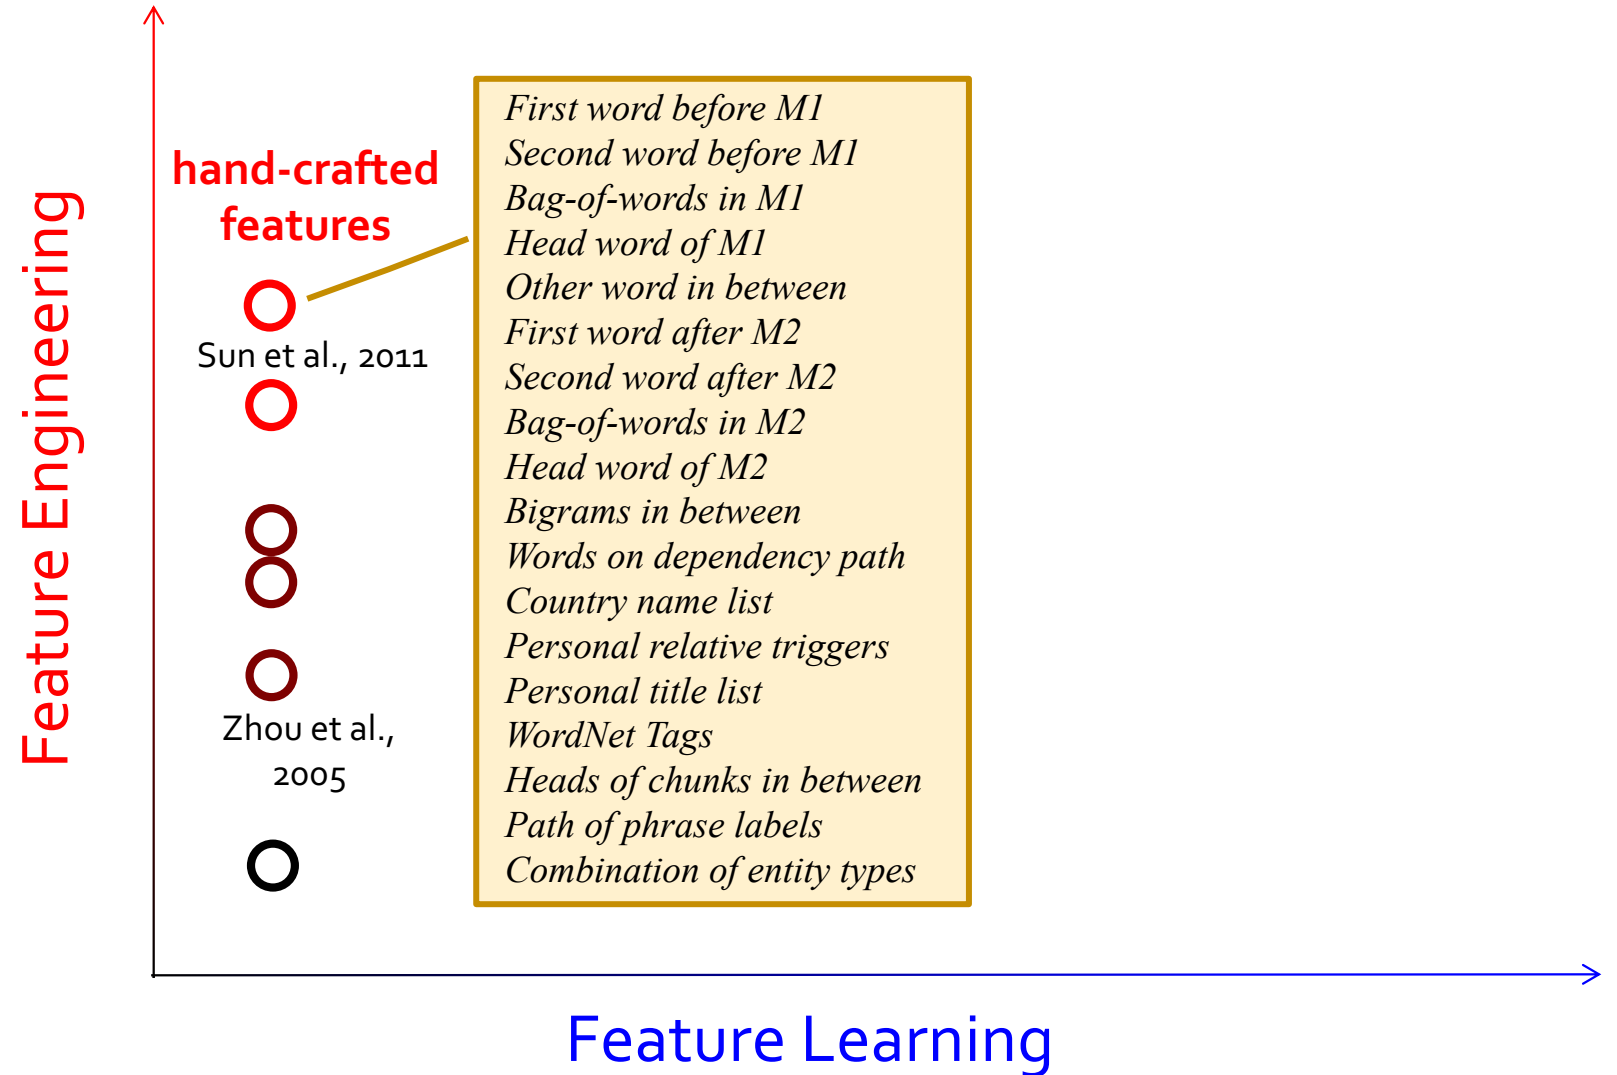 Feature Engineering
hand-crafted
features
Sun et al., 2011
Zhou et al.,
2005
First word before M1
Second word before M1
Bag-of-words in M1
Head word of M1
Other word in between
First word after M2
Second word after M2
Bag-of-words in M2
Head word of M2
Bigrams in between
Words on dependency path
Country name list
Personal relative triggers
Personal title list
WordNet Tags
Heads of chunks in between
Path of phrase labels
Combination of entity types
Feature Learning